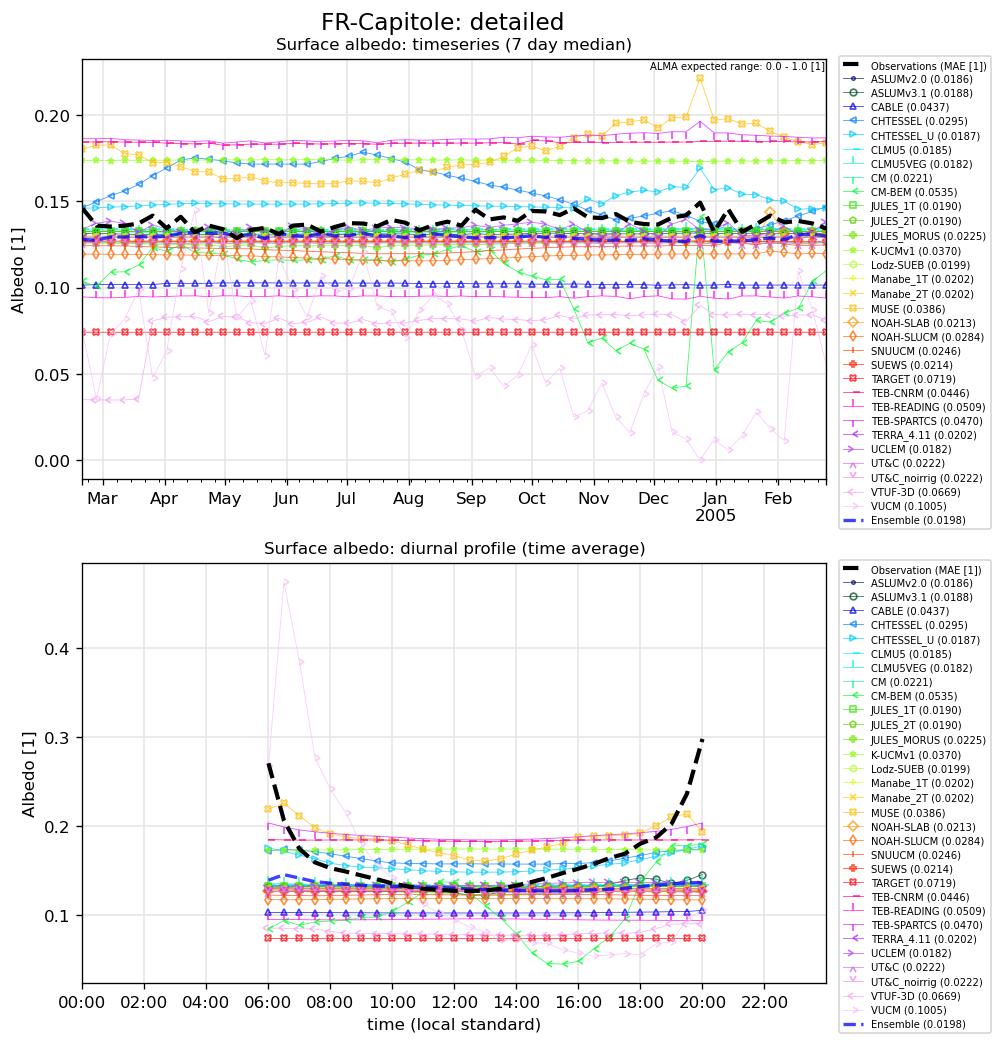 FR-Capitole: detailed
Surface albedo: timeseries (7 day median)
ALMA expected range: 0.0 - 1.0 [1]
Albedo [1]
0.20
0.15
0.10
0.05
0.00
Mar
Apr
May
Jun
Jul
Aug
Sep
Oct
Nov
Dec
Jan
2005
Feb
Observations (MAE [1])
ASLUMv2.0 (0.0186)
ASLUMv3.1 (0.0188)
CABLE (0.0437)
CHTESSEL (0.0295)
CHTESSEL_U (0.0187)
CLMU5 (0.0185)
CLMU5VEG (0.0182)
CM (0.0221)
CM-BEM (0.0535)
JULES_1T (0.0190)
JULES_2T (0.0190)
JULES_MORUS (0.0225)
K-UCMv1 (0.0370)
Lodz-SUEB (0.0199)
Manabe_1T (0.0202)
Manabe_2T (0.0202)
MUSE (0.0386)
NOAH-SLAB (0.0213)
NOAH-SLUCM (0.0284)
SNUUCM (0.0246)
SUEWS (0.0214)
TARGET (0.0719)
TEB-CNRM (0.0446)
TEB-READING (0.0509)
TEB-SPARTCS (0.0470)
TERRA_4.11 (0.0202)
UCLEM (0.0182)
UT&C (0.0222)
UT&C_noirrig (0.0222)
VTUF-3D (0.0669)
VUCM (0.1005)
Ensemble (0.0198)
Surface albedo: diurnal profile (time average)
Albedo [1]
0.4
0.3
0.2
0.1
00:00
02:00
04:00
06:00
08:00
10:00
12:00
14:00
16:00
18:00
20:00
22:00
time (local standard)
Observation (MAE [1])
ASLUMv2.0 (0.0186)
ASLUMv3.1 (0.0188)
CABLE (0.0437)
CHTESSEL (0.0295)
CHTESSEL_U (0.0187)
CLMU5 (0.0185)
CLMU5VEG (0.0182)
CM (0.0221)
CM-BEM (0.0535)
JULES_1T (0.0190)
JULES_2T (0.0190)
JULES_MORUS (0.0225)
K-UCMv1 (0.0370)
Lodz-SUEB (0.0199)
Manabe_1T (0.0202)
Manabe_2T (0.0202)
MUSE (0.0386)
NOAH-SLAB (0.0213)
NOAH-SLUCM (0.0284)
SNUUCM (0.0246)
SUEWS (0.0214)
TARGET (0.0719)
TEB-CNRM (0.0446)
TEB-READING (0.0509)
TEB-SPARTCS (0.0470)
TERRA_4.11 (0.0202)
UCLEM (0.0182)
UT&C (0.0222)
UT&C_noirrig (0.0222)
VTUF-3D (0.0669)
VUCM (0.1005)
Ensemble (0.0198)